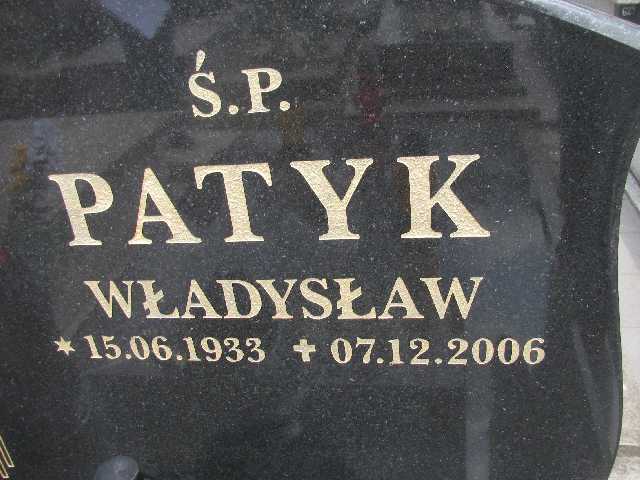 Ś.P.
PATYK
WŁADYSŁAW
* 15.06.1933 ✝ 07.12.2006